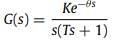 G(s) = Ke^{-θs} / s(Ts + 1)